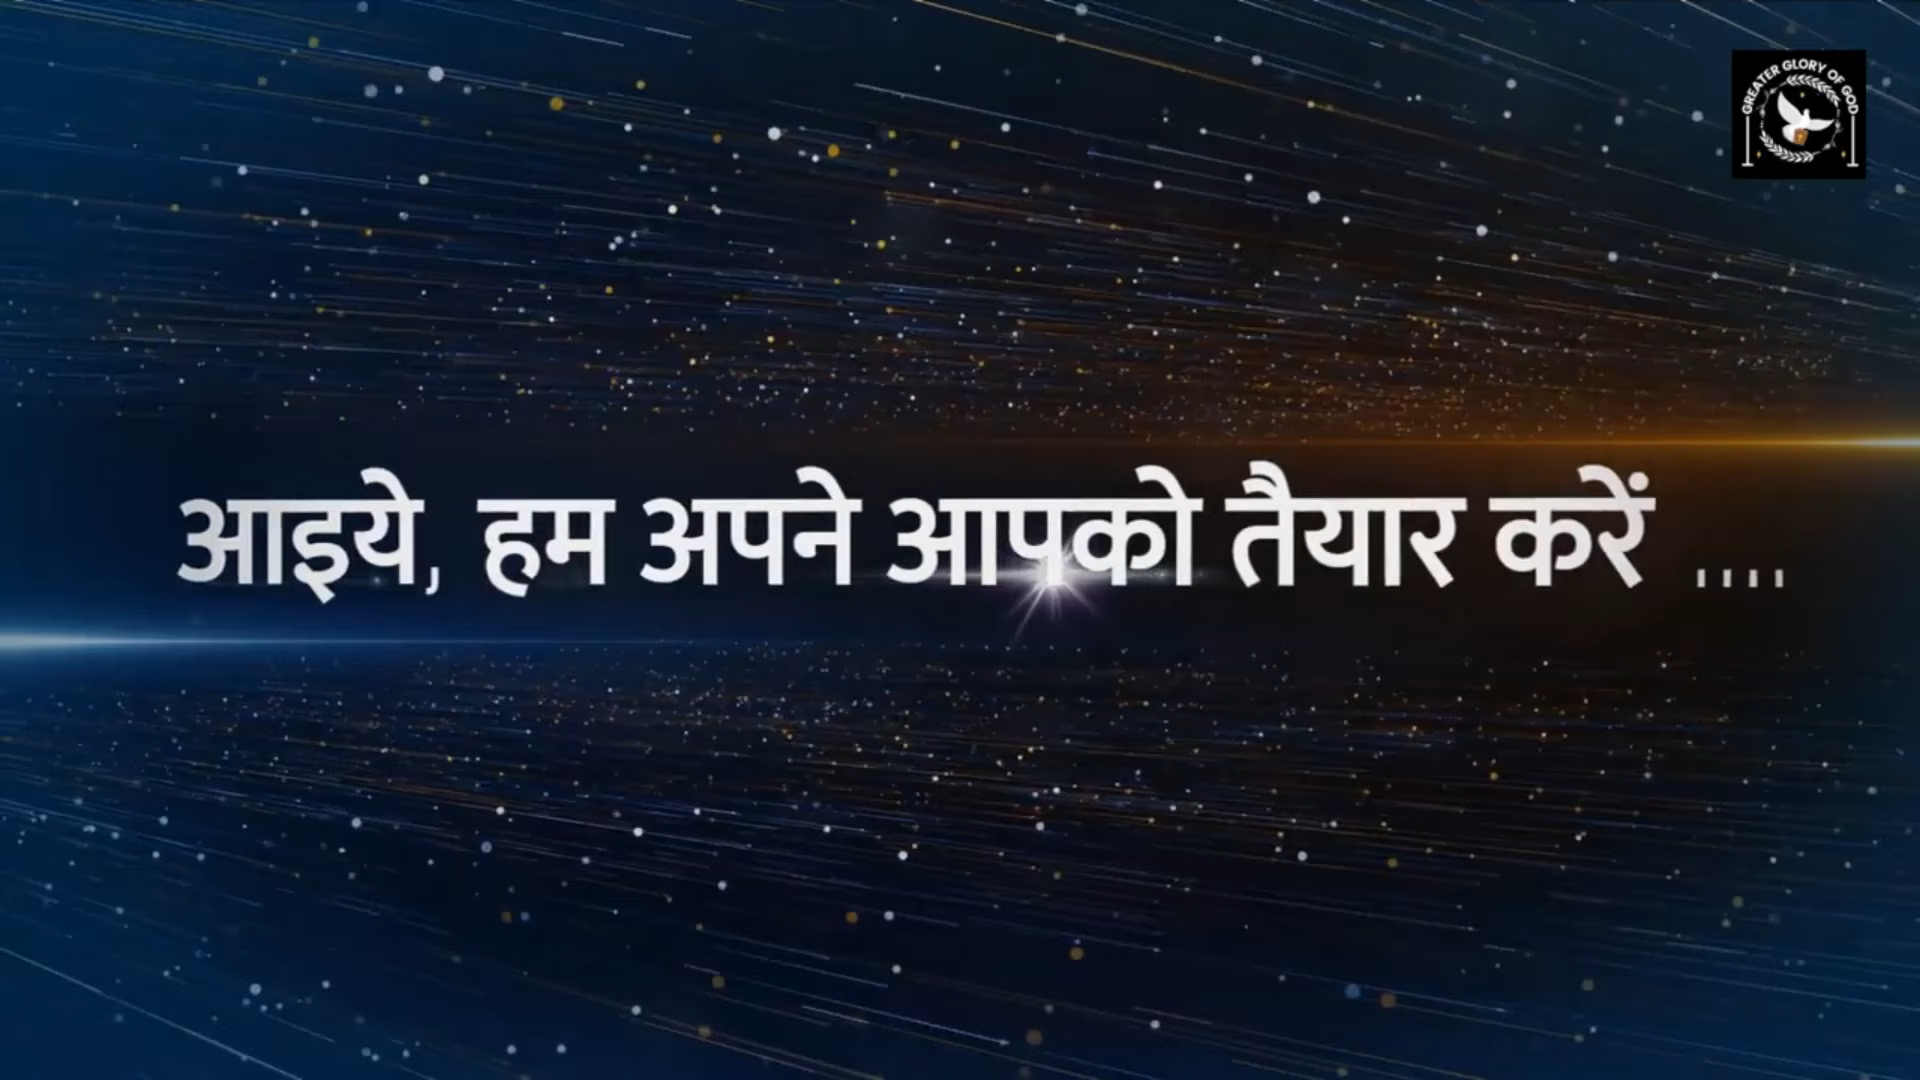 GREATER GLORY OF GOD
आइये, हम अपने आपको तैयार करें ....